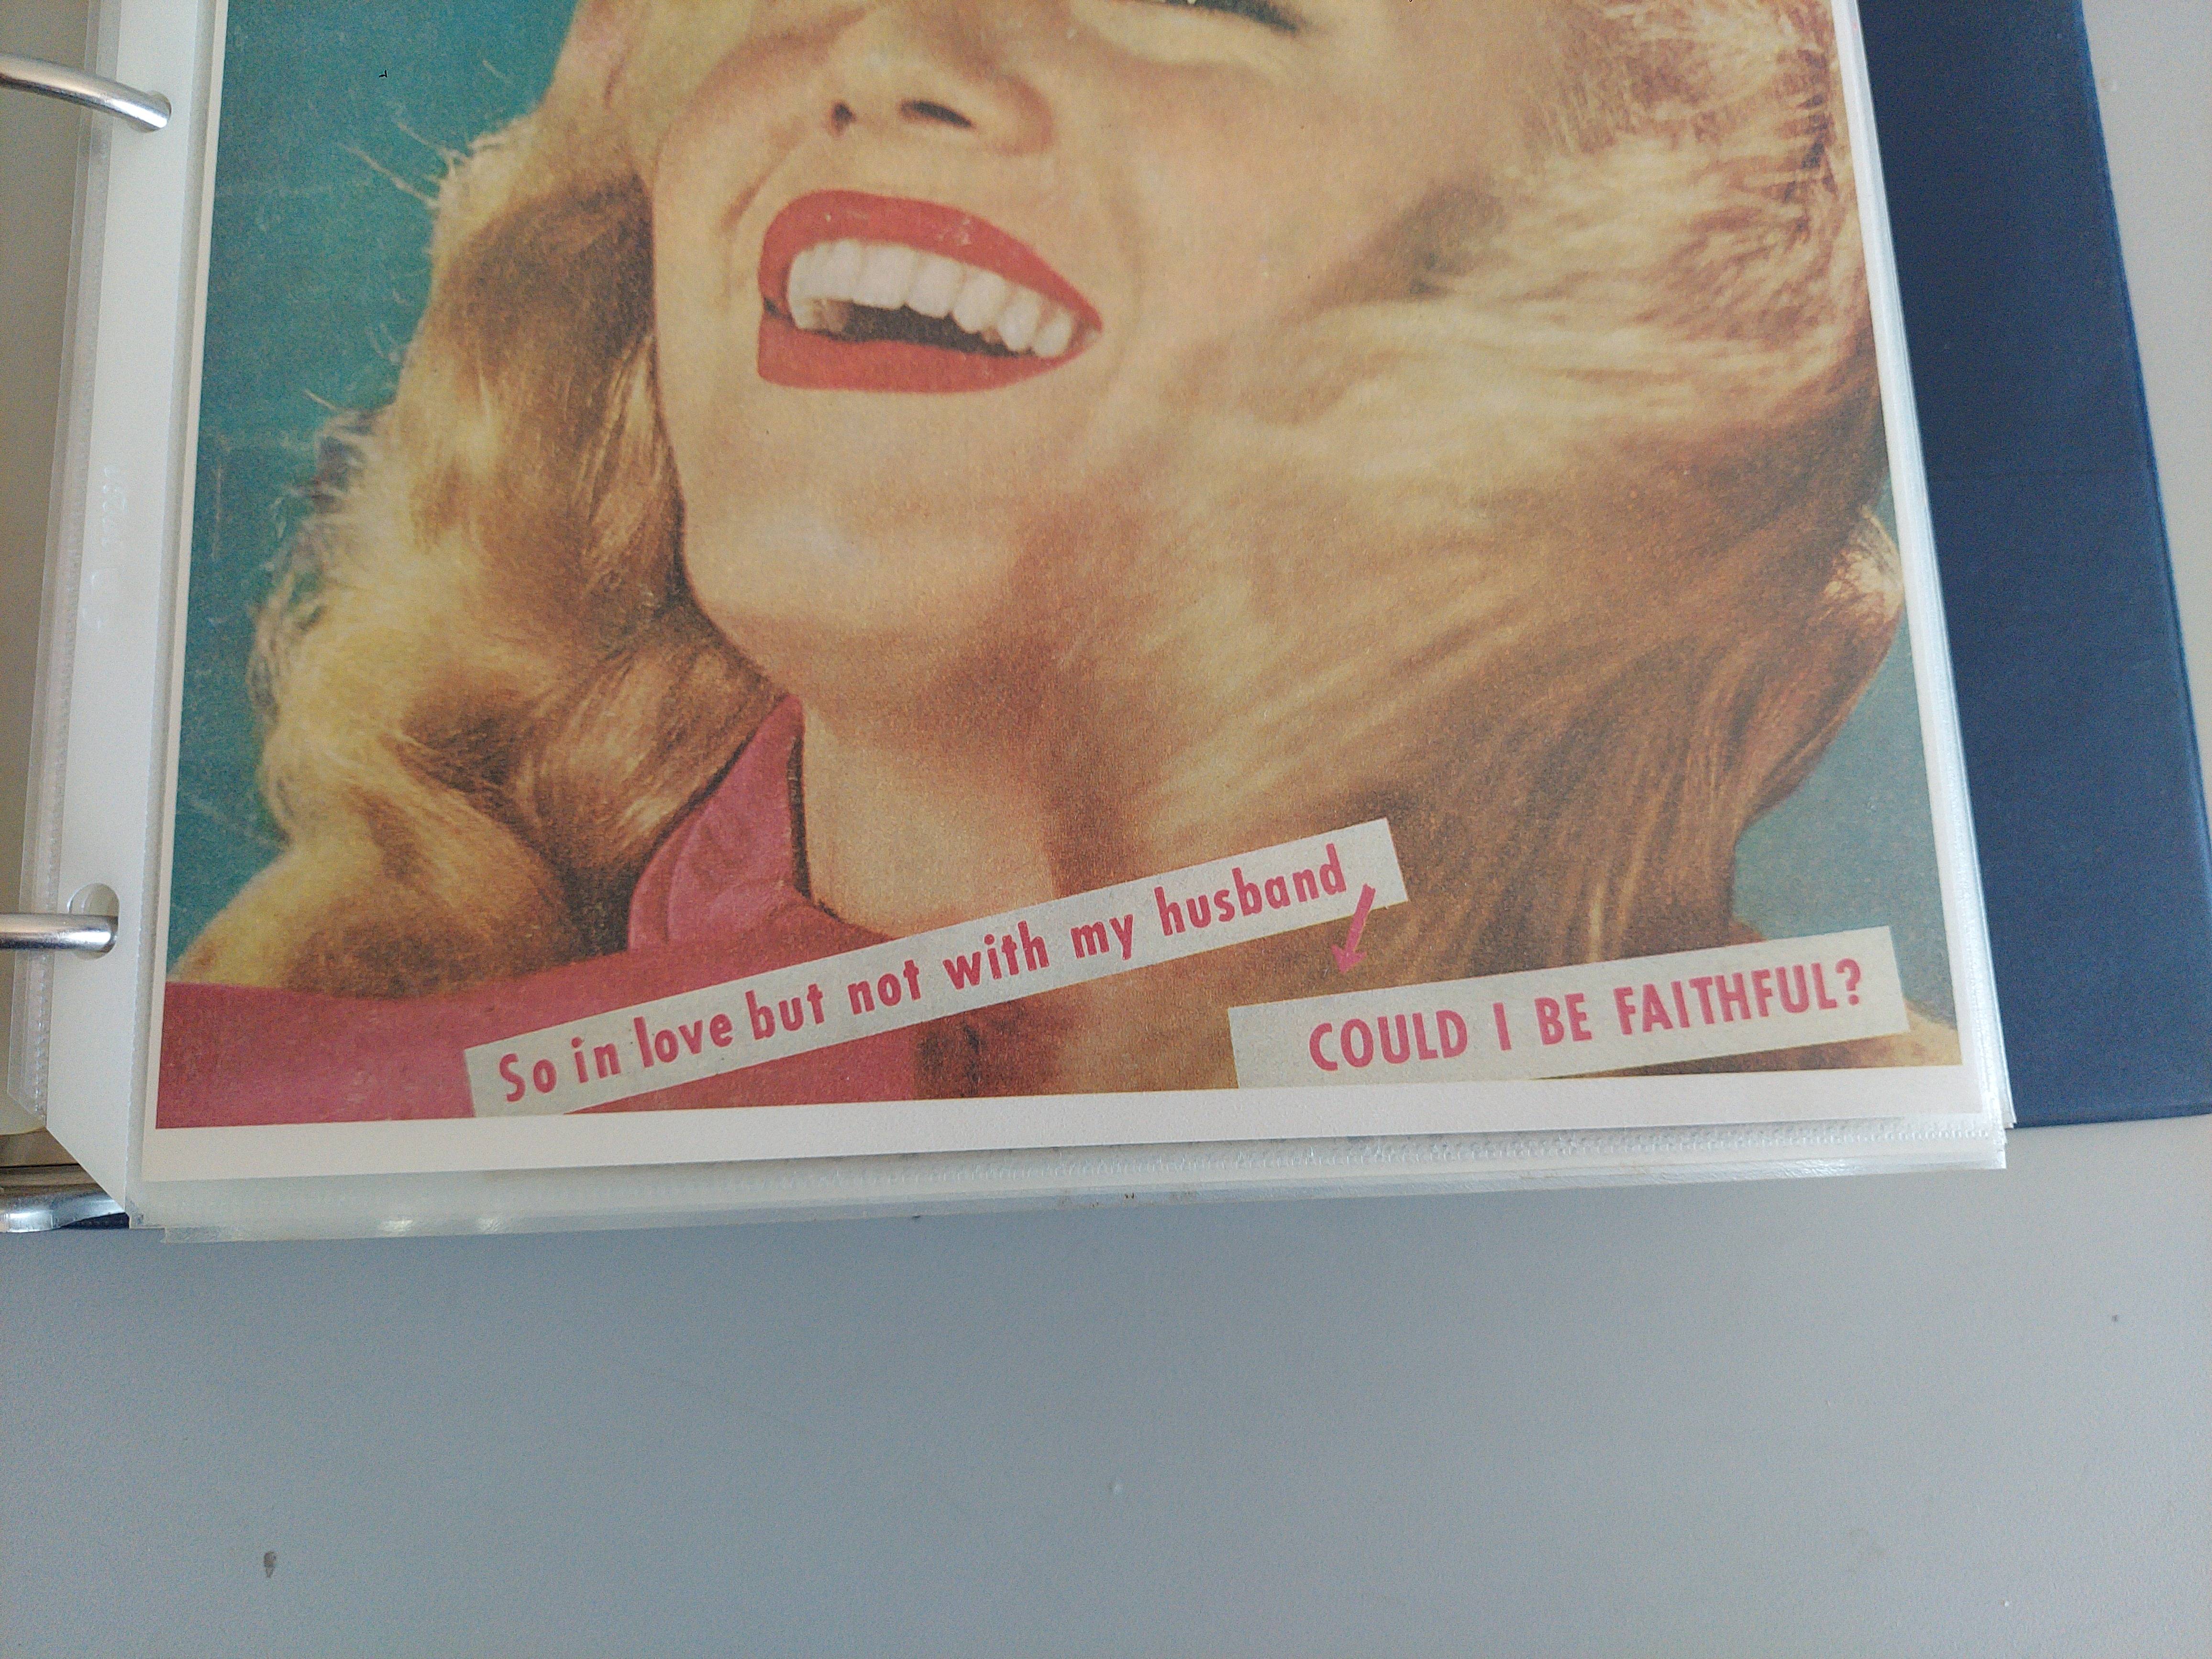 So in love but not with my husband
COULD I BE FAITHFUL?